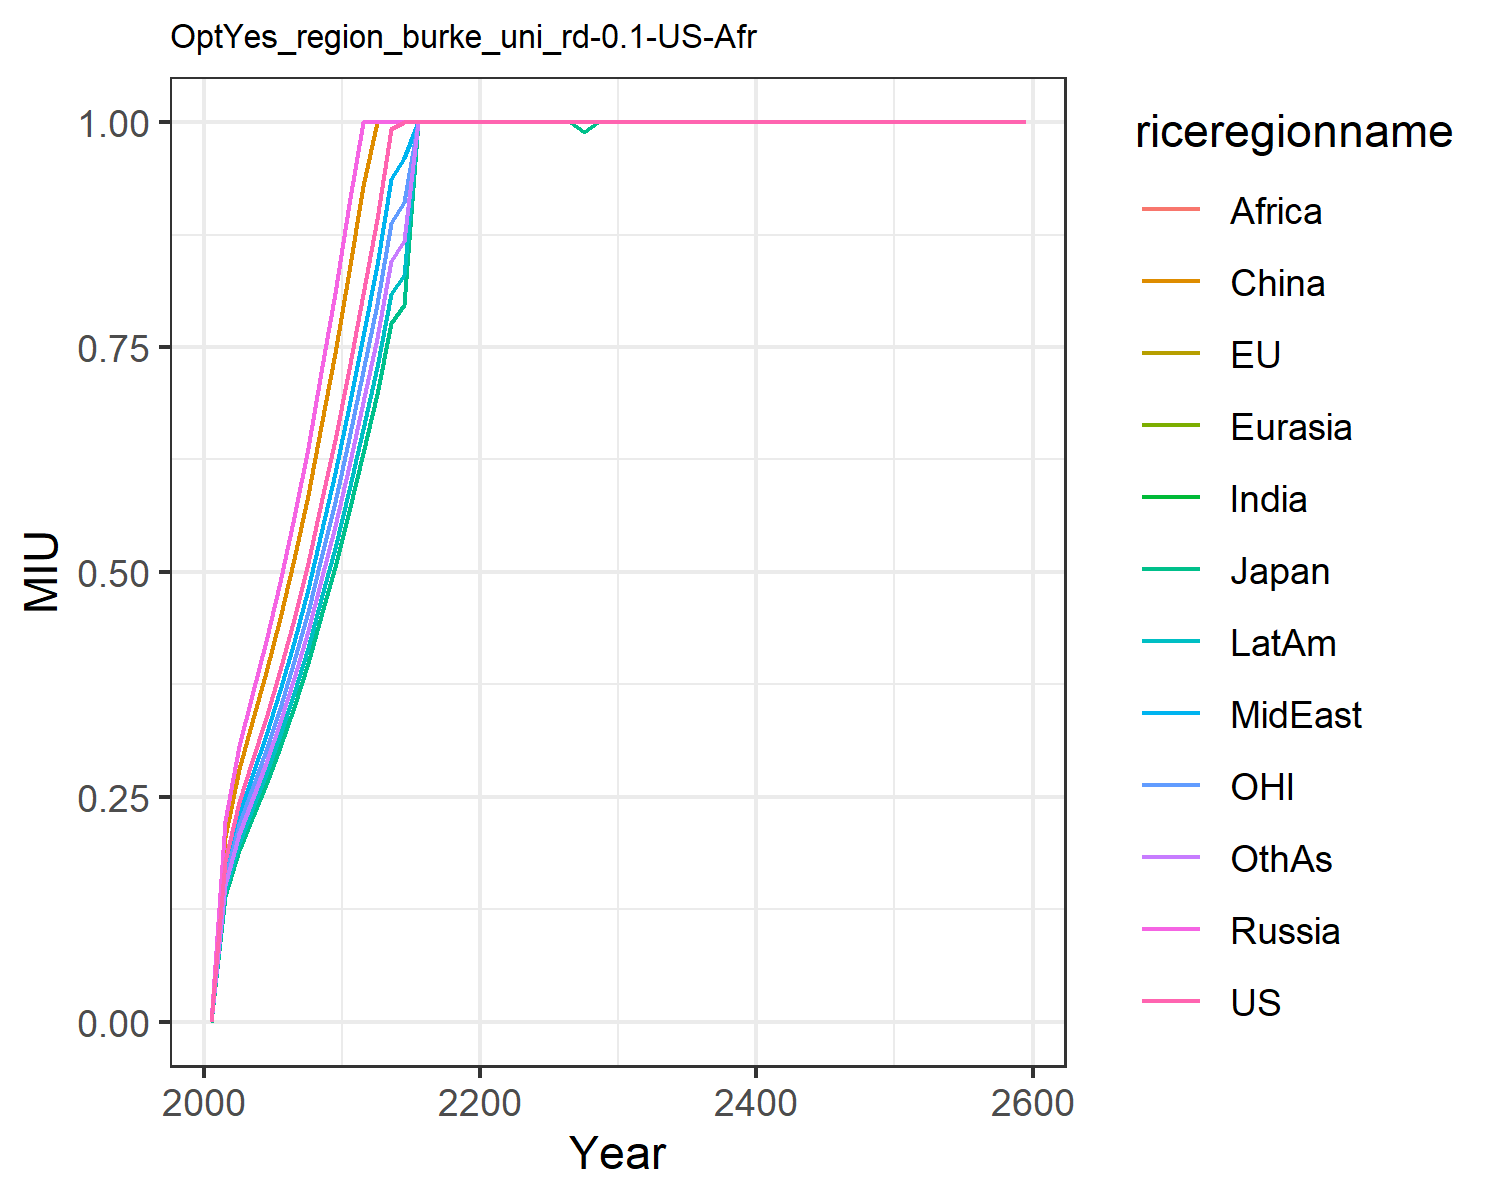 OptYes_region_burke_uni_rd-0.1-US-Afr
1.00
0.75
0.50
0.25
0.00
MIU
2000
2200
2400
2600
Year
riceregionname
Africa
China
EU
Eurasia
India
Japan
LatAm
MidEast
OHI
OthAs
Russia
US